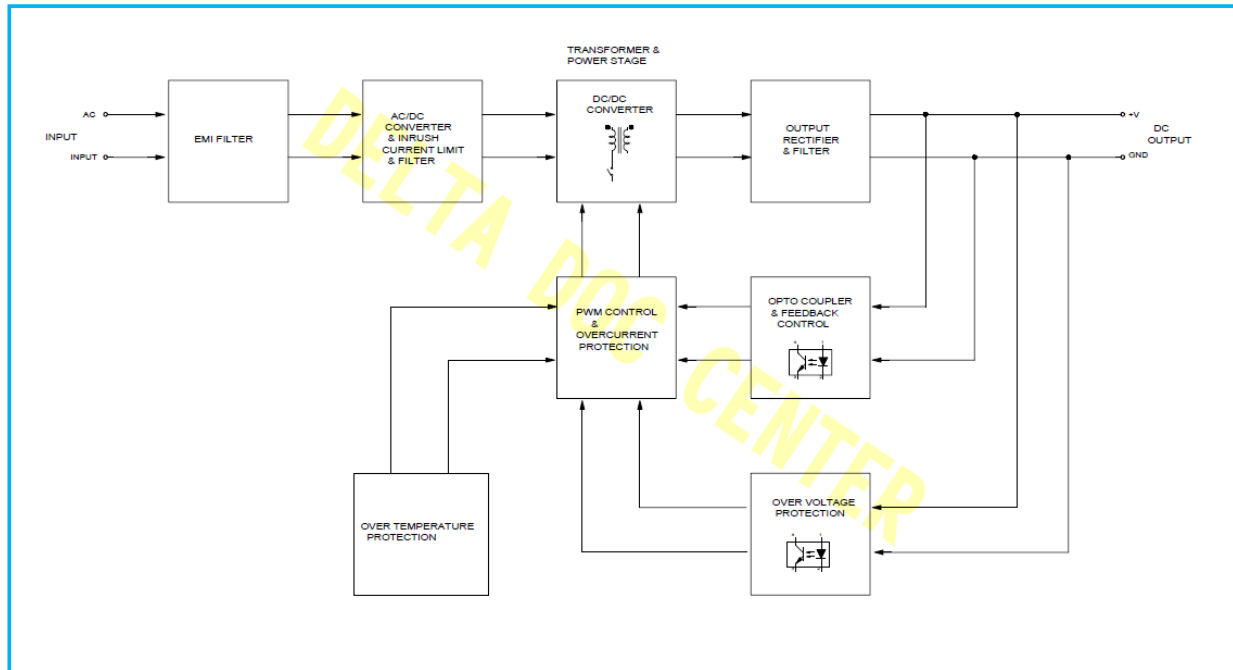 TRANSFORMER &
POWER STAGE
AC
INPUT
INPUT
EMI FILTER
AC/DC
CONVERTER
& INRUSH
CURRENT LIMIT
& FILTER
DC/DC
CONVERTER
OUTPUT
RECTIFIER
& FILTER
+V
DC
OUTPUT
GND
PWM CONTROL
&
OVERCURRENT
PROTECTION
OPTO COUPLER
& FEEDBACK
CONTROL
OVER TEMPERATURE
PROTECTION
OVER VOLTAGE
PROTECTION
DELTA DQC CENTER